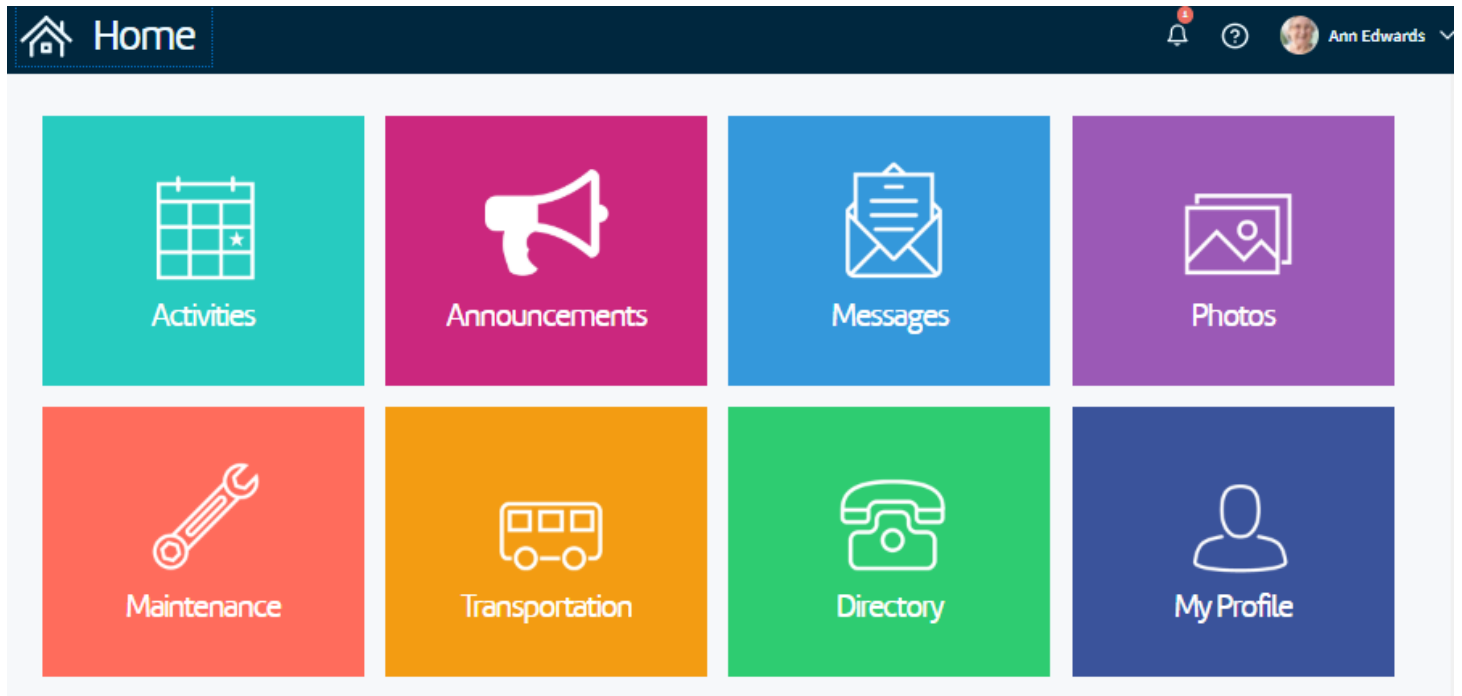 Home
Ann Edwards
Activities
Announcements
Messages
Photos
Maintenance
Transportation
Directory
My Profile